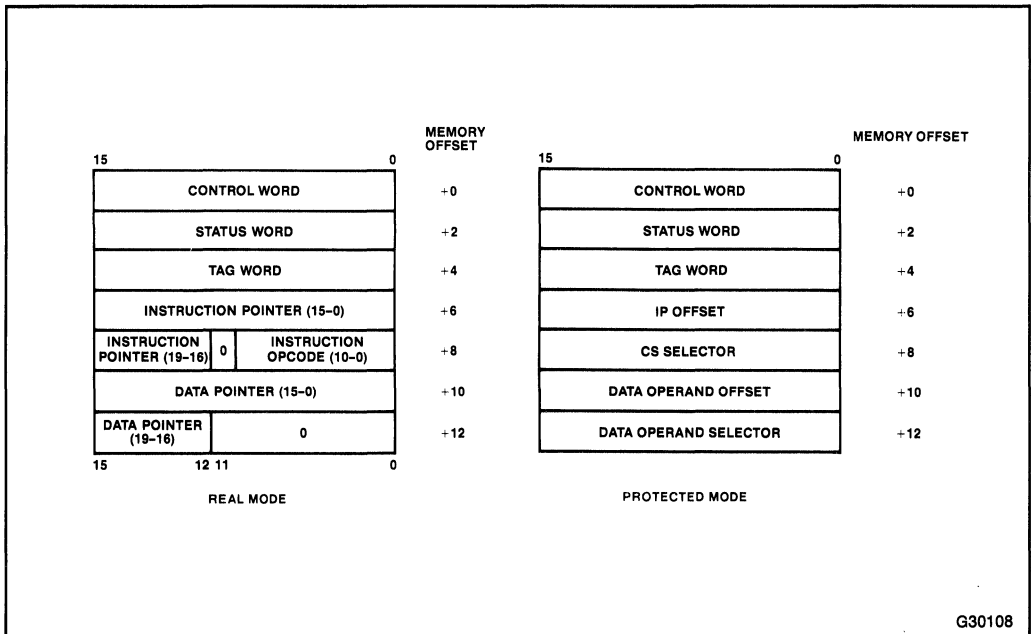 MEMORY
OFFSET
15 0
CONTROL WORD +0
STATUS WORD +2
TAG WORD +4
INSTRUCTION POINTER (15–0) +6
INSTRUCTION
POINTER (19–16)
0
INSTRUCTION
OPCODE (10–0)
+8
DATA POINTER (15–0) +10
DATA POINTER
(19–16)
0
+12
15 12 11 0
REAL MODE
MEMORY OFFSET
15 0
CONTROL WORD +0
STATUS WORD +2
TAG WORD +4
IP OFFSET +6
CS SELECTOR +8
DATA OPERAND OFFSET +10
DATA OPERAND SELECTOR +12
PROTECTED MODE
G30108